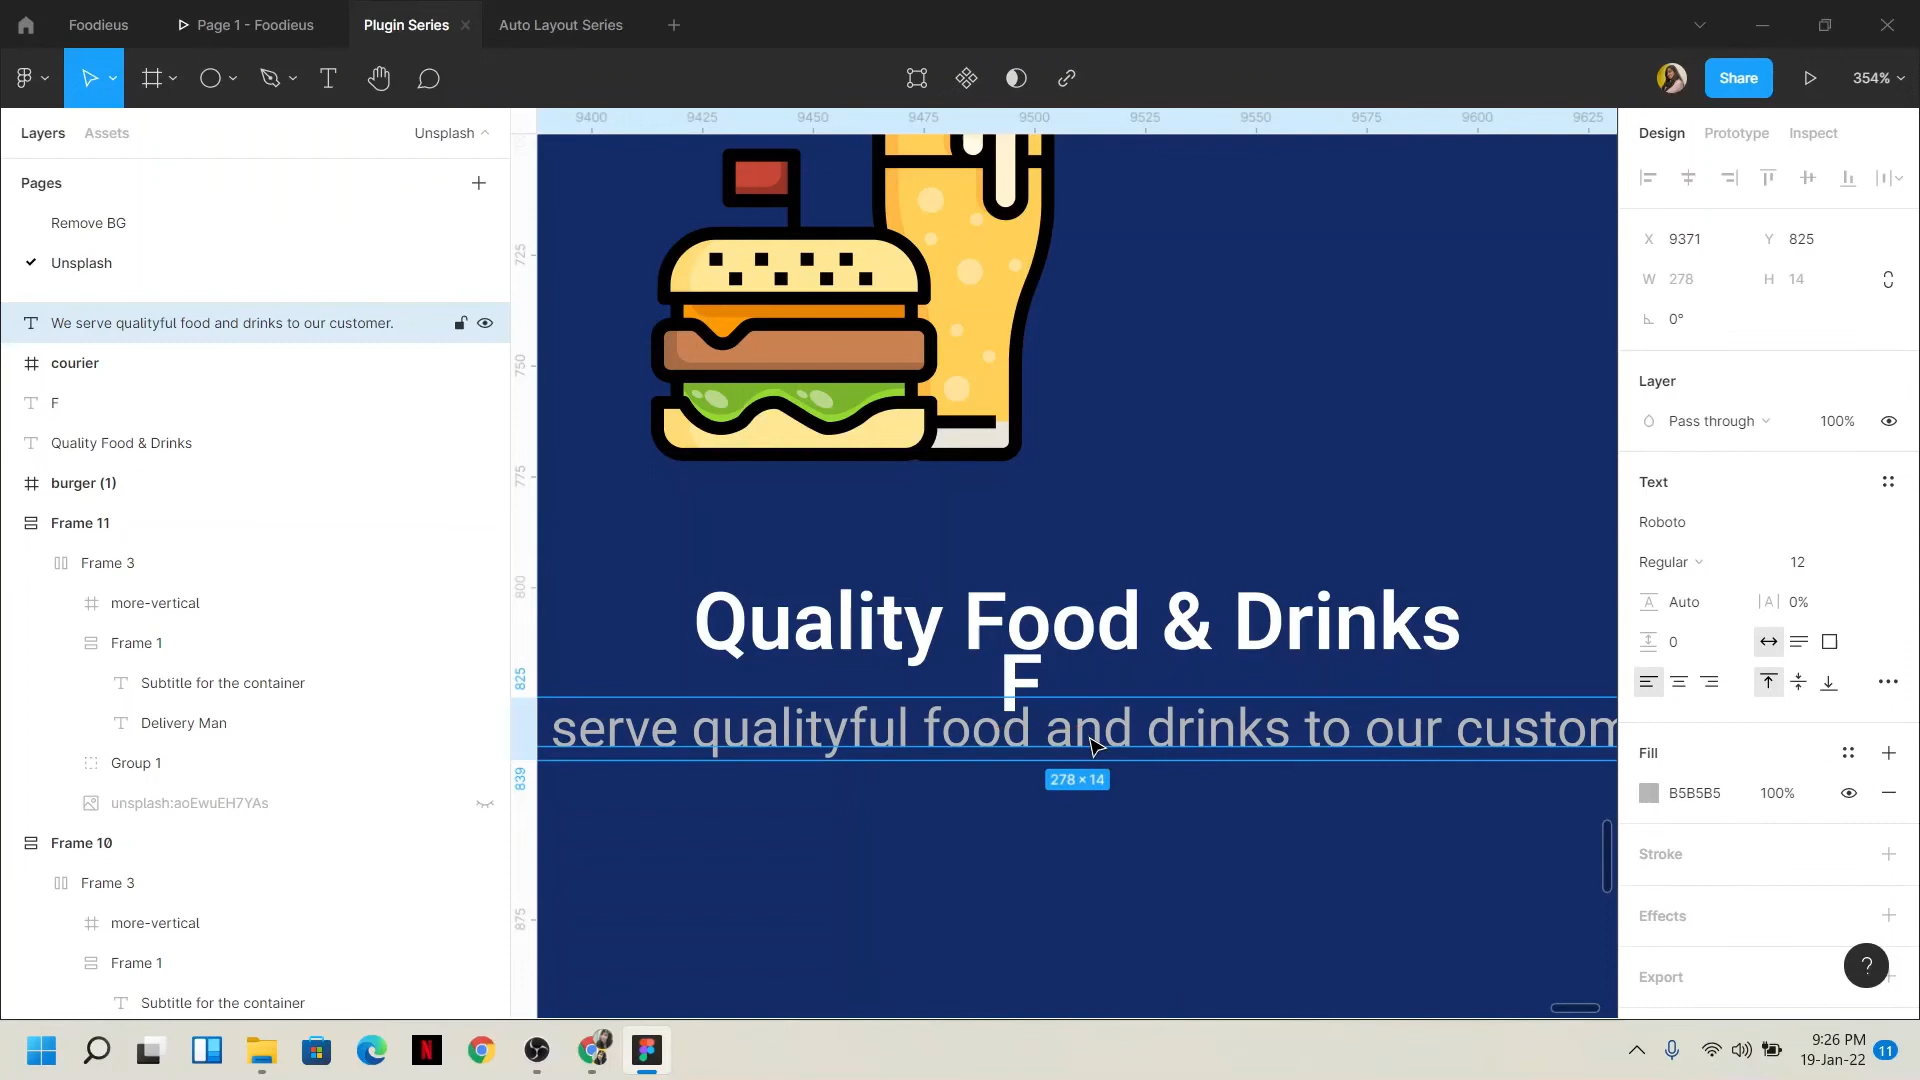 Foodieus
Page 1 - Foodieus
Plugin Series
Auto Layout Series
Share
354%
Layers
Assets
Unsplash
Pages
Remove BG
Unsplash
We serve qualityful food and drinks to our customer.
courier
F
Quality Food & Drinks
burger (1)
Frame 11
Frame 3
more-vertical
Frame 1
Subtitle for the container
Delivery Man
Group 1
unsplash:aoEwuEH7YAs
Frame 10
Frame 3
more-vertical
Frame 1
Subtitle for the container
9400 9425 9450 9475 9500 9525 9550 9575 9600 9625
725
750
775
800
825
839
875
Quality Food & Drinks
F
serve qualityful food and drinks to our custom
278 × 14
Design
Prototype
Inspect
X 9371 Y 825
W 278 H 14
0°
Layer
Pass through 100%
Text
Roboto
Regular 12
A Auto |A| 0%
0
Fill
B5B5B5 100%
Stroke
Effects
Export
?
N
9:26 PM
19-Jan-22
11